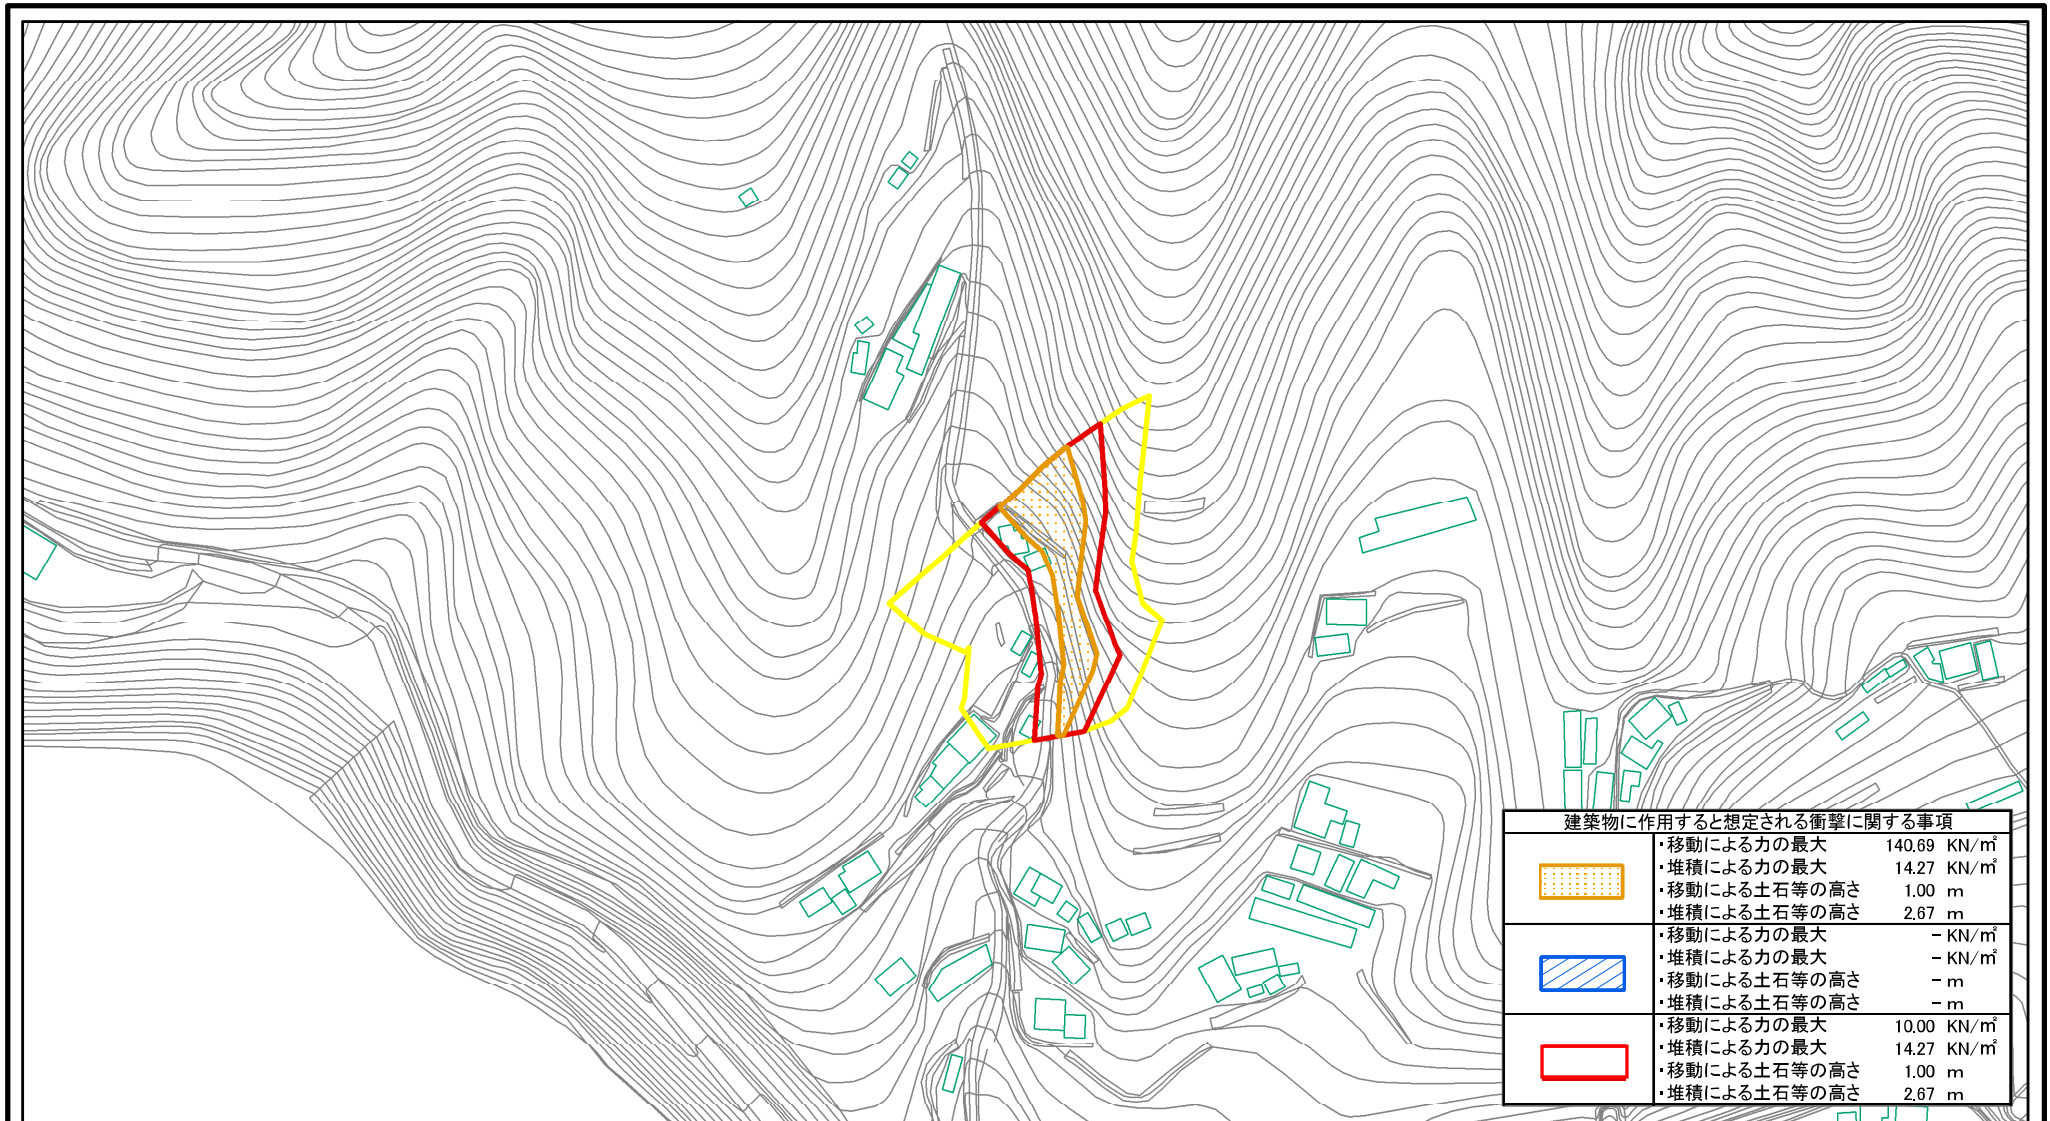 建築物に作用すると想定される衝撃に関する事項
・移動による力の最大 140.69 KN/㎡
・堆積による力の最大 14.27 KN/㎡
・移動による土石等の高さ 1.00 m
・堆積による土石等の高さ 2.67 m
・移動による力の最大 - KN/㎡
・堆積による力の最大 - KN/㎡
・移動による土石等の高さ - m
・堆積による土石等の高さ - m
・移動による力の最大 10.00 KN/㎡
・堆積による力の最大 14.27 KN/㎡
・移動による土石等の高さ 1.00 m
・堆積による土石等の高さ 2.67 m